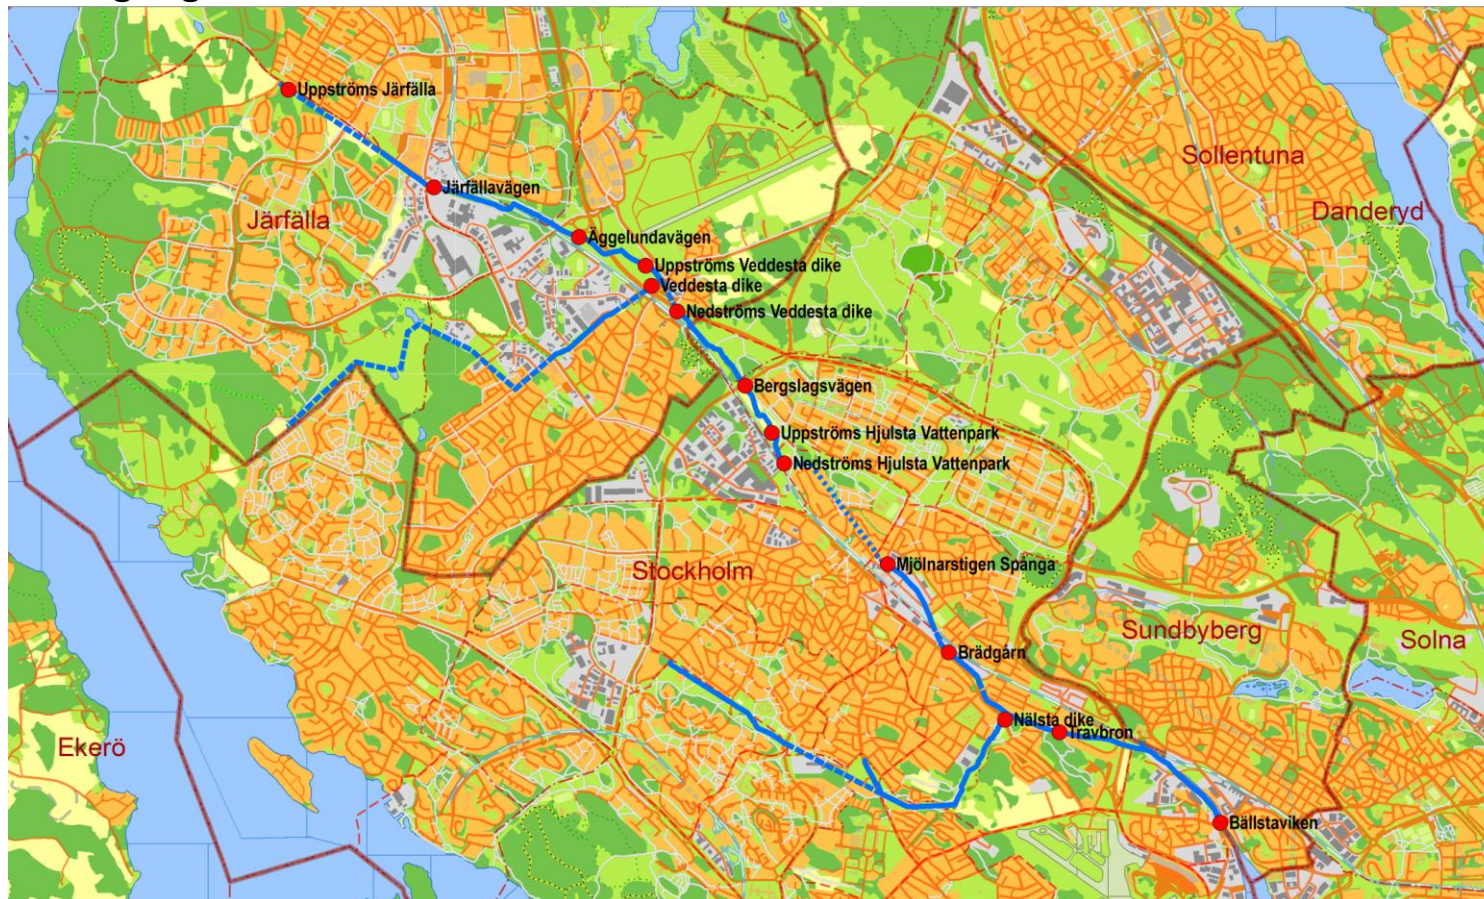 Uppströms Järfälla
Sollentuna
Järfällavägen
Danderyd
Järfälla
Äggelundavägen
Uppströms Veddesta dike
Veddesta dike
Nedströms Veddesta dike
Bergslagsvägen
Uppströms Hjulsta Vattenpark
Nedströms Hjulsta Vattenpark
Mjölnarstigen Spånga
Stockholm
Sundbyberg
Solna
Brädgårn
Nälsta dike
Travbron
Ekerö
Bällstaviken